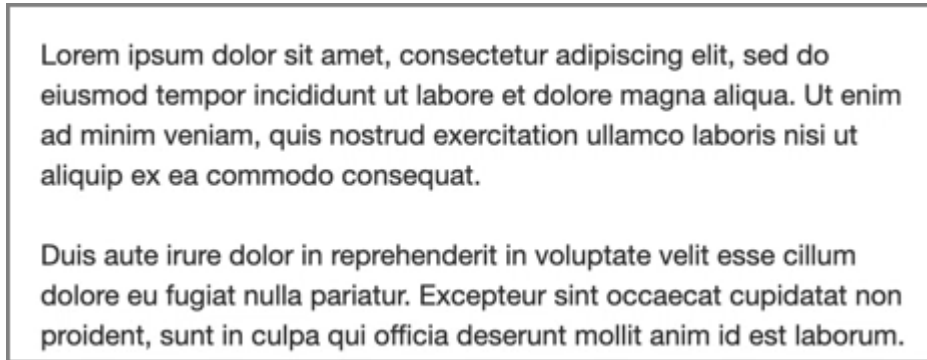 Lorem ipsum dolor sit amet, consectetur adipiscing elit, sed do
eiusmod tempor incididunt ut labore et dolore magna aliqua. Ut enim
ad minim veniam, quis nostrud exercitation ullamco laboris nisi ut
aliquip ex ea commodo consequat.

Duis aute irure dolor in reprehenderit in voluptate velit esse cillum
dolore eu fugiat nulla pariatur. Excepteur sint occaecat cupidatat non
proident, sunt in culpa qui officia deserunt mollit anim id est laborum.